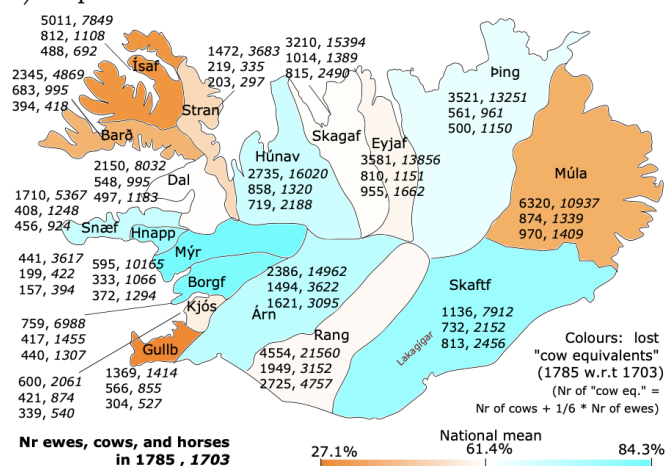 5011, 7849
812, 1108
488, 692
Ísaf
1472, 3683
219, 335
203, 297
3210, 15394
1014, 1389
815, 2490
Þing
3521, 13251
561, 961
500, 1150
2345, 4869
683, 995
394, 418
Stran
Barð
Skagaf
Eyjaf
3581, 13856
810, 1151
955, 1662
Húnav
2735, 16020
858, 1320
719, 2188
2150, 8032
548, 995
497, 1183
Dal
Múla
6320, 10937
874, 1339
970, 1409
1710, 5367
408, 1248
456, 924
Snæf
Hnapp
Mýr
441, 3617
199, 422
157, 394
595, 10165
333, 1066
372, 1294
Borgf
Kjós
2386, 14962
1494, 3622
1621, 3095
Árn
Skaftf
1136, 7912
732, 2152
813, 2456
Lakagígar
759, 6988
417, 1455
440, 1307
Gullb
Rang
4554, 21560
1949, 3152
2725, 4757
1369, 1414
566, 855
304, 527
600, 2061
421, 874
339, 540
Colours: lost
"cow equivalents"
(1785 w.r.t 1703)
(Nr of "cow eq." =
Nr of cows + 1/6 * Nr of ewes)
Nr ewes, cows, and horses
in 1785 , 1703
National mean
27.1% 61.4% 84.3%